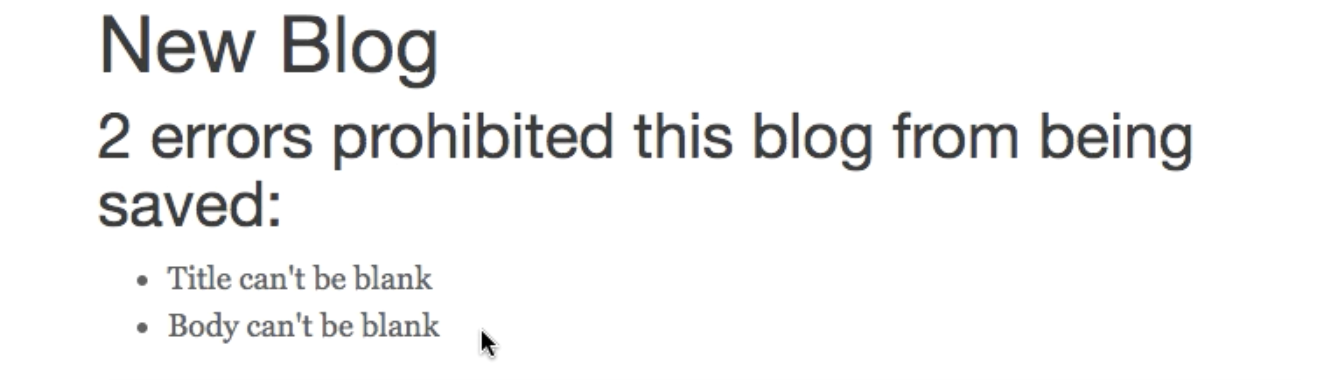 New Blog
2 errors prohibited this blog from being
saved:
Title can't be blank
Body can't be blank